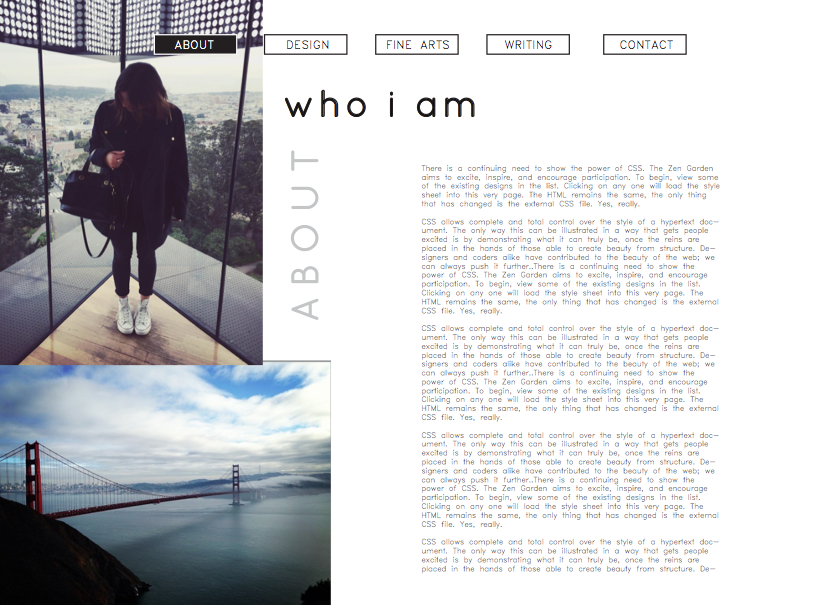 ABOUT
DESIGN
FINE ARTS
WRITING
CONTACT
who i am
ABOUT
There is a continuing need to show the power of CSS. The Zen Garden
aims to excite, inspire, and encourage participation. To begin, view some
of the existing designs in the list. Clicking on any one will load the style
sheet into this very page. The HTML remains the same, the only thing
that has changed is the external CSS file. Yes, really.
CSS allows complete and total control over the style of a hypertext doc-
ument. The only way this can be illustrated in a way that gets people
excited is by demonstrating what it can truly be, once the reins are
placed in the hands of those able to create beauty from structure. De-
signers and coders alike have contributed to the beauty of the web; we
can always push it further..There is a continuing need to show the
power of CSS. The Zen Garden aims to excite, inspire, and encourage
participation. To begin, view some of the existing designs in the list.
Clicking on any one will load the style sheet into this very page. The
HTML remains the same, the only thing that has changed is the external
CSS file. Yes, really.
CSS allows complete and total control over the style of a hypertext doc-
ument. The only way this can be illustrated in a way that gets people
excited is by demonstrating what it can truly be, once the reins are
placed in the hands of those able to create beauty from structure. De-
signers and coders alike have contributed to the beauty of the web; we
can always push it further..There is a continuing need to show the
power of CSS. The Zen Garden aims to excite, inspire, and encourage
participation. To begin, view some of the existing designs in the list.
Clicking on any one will load the style sheet into this very page. The
HTML remains the same, the only thing that has changed is the external
CSS file. Yes, really.
CSS allows complete and total control over the style of a hypertext doc-
ument. The only way this can be illustrated in a way that gets people
excited is by demonstrating what it can truly be, once the reins are
placed in the hands of those able to create beauty from structure. De-
signers and coders alike have contributed to the beauty of the web; we
can always push it further..There is a continuing need to show the
power of CSS. The Zen Garden aims to excite, inspire, and encourage
participation. To begin, view some of the existing designs in the list.
Clicking on any one will load the style sheet into this very page. The
HTML remains the same, the only thing that has changed is the external
CSS file. Yes, really.
CSS allows complete and total control over the style of a hypertext doc-
ument. The only way this can be illustrated in a way that gets people
excited is by demonstrating what it can truly be, once the reins are
placed in the hands of those able to create beauty from structure. De-